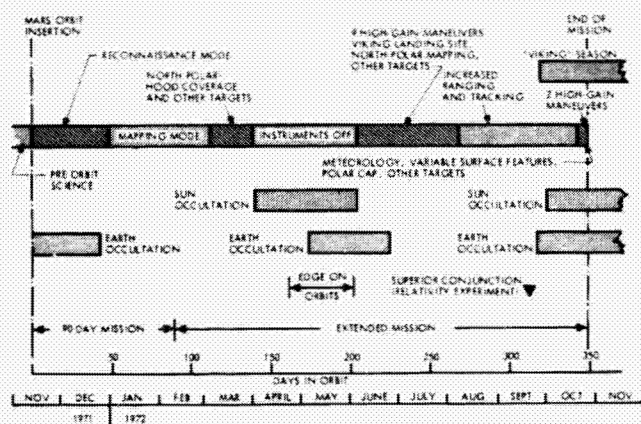 MARS ORBIT
INSERTION
RECONNAISSANCE MODE
NORTH POLAR-
HOOD COVERAGE
AND OTHER TARGETS
9 HIGH-GAIN MANEUVERS
VIKING LANDING SITE,
NORTH POLAR MAPPING,
OTHER TARGETS
INCREASED
RANGING
AND TRACKING
END OF
MISSION
"VIKING" SEASON
2 HIGH-GAIN
MANEUVERS
MAPPING MODE
INSTRUMENTS OFF
PRE ORBIT
SCIENCE
METEOROLOGY, VARIABLE SURFACE FEATURES,
POLAR CAP, OTHER TARGETS
SUN
OCCULTATION
SUN
OCCULTATION
EARTH
OCCULTATION
EARTH
OCCULTATION
EARTH
OCCULTATION
EDGE ON
ORBITS
SUPERIOR CONJUNCTION
(RELATIVITY EXPERIMENT)
90 DAY MISSION
EXTENDED MISSION
50 100 150 200 250 300 350
DAYS IN ORBIT
NOV DEC JAN FEB MAR APRIL MAY JUNE JULY AUG SEPT OCT NOV
1971 1972